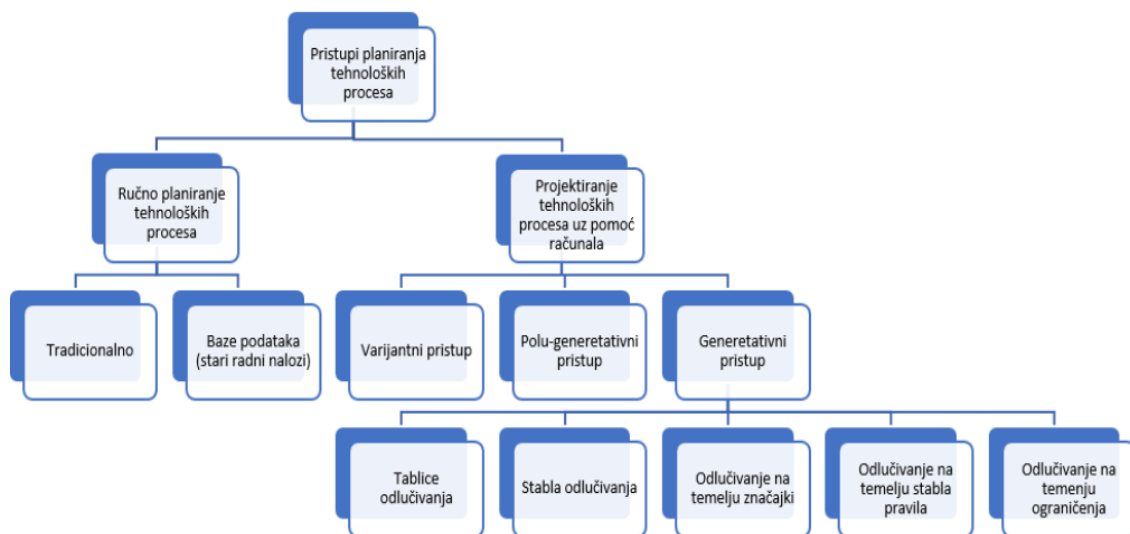 Pristupi planiranja
tehnoloških
procesa
Ručno planiranje
tehnoloških
procesa
Projektiranje
tehnoloških
procesa uz pomoć
računala
Tradicionalno
Baze podataka
(stari radni nalozi)
Varijantni pristup
Polu-generetativni
pristup
Generetativni
pristup
Tablice
odlučivanja
Stabla odlučivanja
Odlučivanje na
temelju značajki
Odlučivanje na
temelju stabla
pravila
Odlučivanje na
temenju
ograničenja